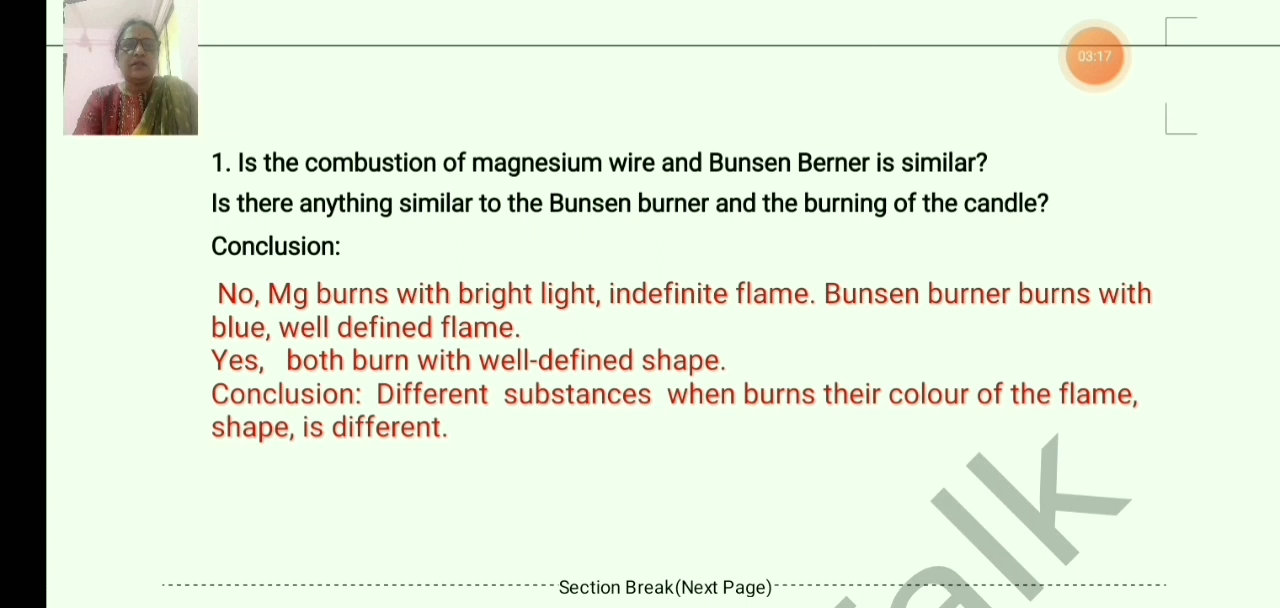 03:17
1. Is the combustion of magnesium wire and Bunsen Berner is similar?
Is there anything similar to the Bunsen burner and the burning of the candle?
Conclusion:
No, Mg burns with bright light, indefinite flame. Bunsen burner burns with
blue, well defined flame.
Yes, both burn with well-defined shape.
Conclusion: Different substances when burns their colour of the flame,
shape, is different.
Section Break(Next Page)
alk